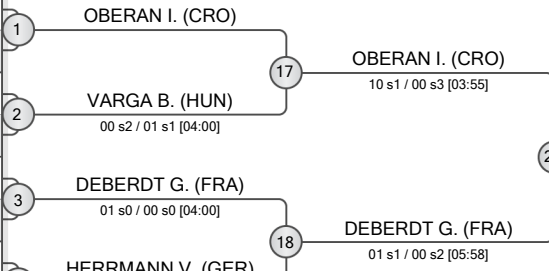 OBERAN I. (CRO)
1
17
OBERAN I. (CRO)
10 s1 / 00 s3 [03:55]
2
VARGA B. (HUN)
00 s2 / 01 s1 [04:00]
3
DEBERDT G. (FRA)
01 s0 / 00 s0 [04:00]
18
DEBERDT G. (FRA)
01 s1 / 00 s2 [05:58]
HERRMANN V. (GER)